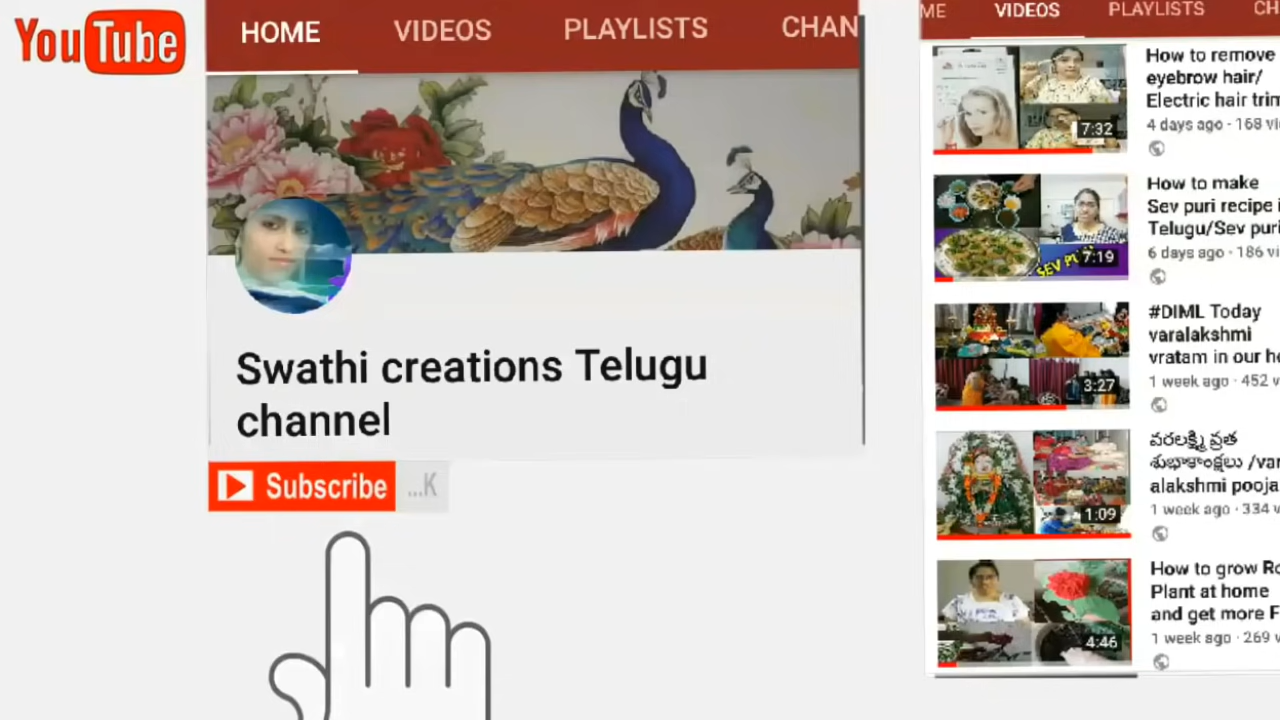 YouTube
HOME VIDEOS PLAYLISTS CHAN
Swathi creations Telugu
channel
Subscribe ...K
ME VIDEOS PLAYLISTS CH
7:32
How to remove
eyebrow hair/
Electric hair trim
4 days ago · 168 vi
SEV PU
7:19
How to make
Sev puri recipe i
Telugu/Sev puri
6 days ago · 186 vi
3:27
#DIML Today
varalakshmi
vratam in our h
1 week ago · 452 v
1:09
వరలక్ష్మి వ్రత
శుభాకాంక్షలు /var
alakshmi pooja
1 week ago · 334 v
4:46
How to grow Ro
Plant at home
and get more F
1 week ago · 269 v